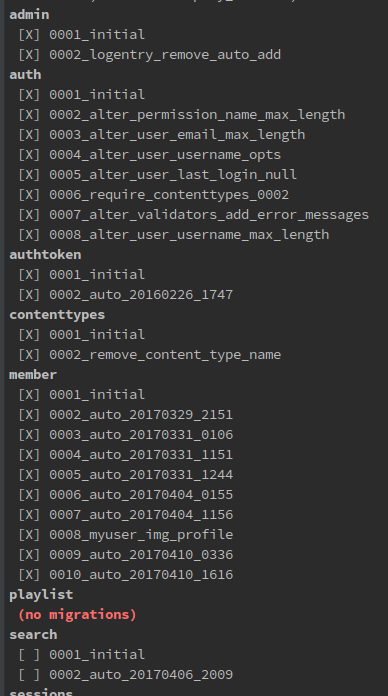 admin
[X] 0001_initial
[X] 0002_logentry_remove_auto_add
auth
[X] 0001_initial
[X] 0002_alter_permission_name_max_length
[X] 0003_alter_user_email_max_length
[X] 0004_alter_user_username_opts
[X] 0005_alter_user_last_login_null
[X] 0006_require_contenttypes_0002
[X] 0007_alter_validators_add_error_messages
[X] 0008_alter_user_username_max_length
authtoken
[X] 0001_initial
[X] 0002_auto_20160226_1747
contenttypes
[X] 0001_initial
[X] 0002_remove_content_type_name
member
[X] 0001_initial
[X] 0002_auto_20170329_2151
[X] 0003_auto_20170331_0106
[X] 0004_auto_20170331_1151
[X] 0005_auto_20170331_1244
[X] 0006_auto_20170404_0155
[X] 0007_auto_20170404_1156
[X] 0008_myuser_img_profile
[X] 0009_auto_20170410_0336
[X] 0010_auto_20170410_1616
playlist
(no migrations)
search
[ ] 0001_initial
[ ] 0002_auto_20170406_2009
sessions